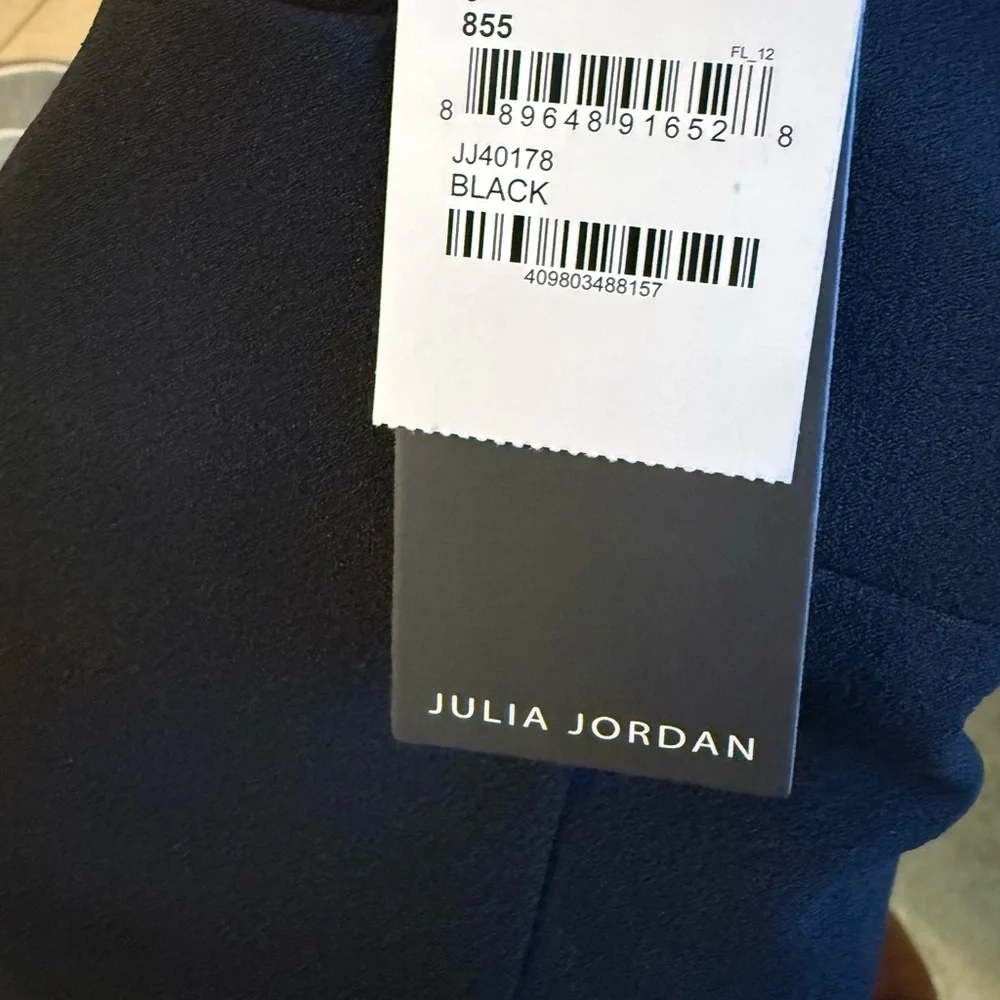 855
FL_12
8 89648 91652 8
JJ40178
BLACK
409803488157
JULIA JORDAN